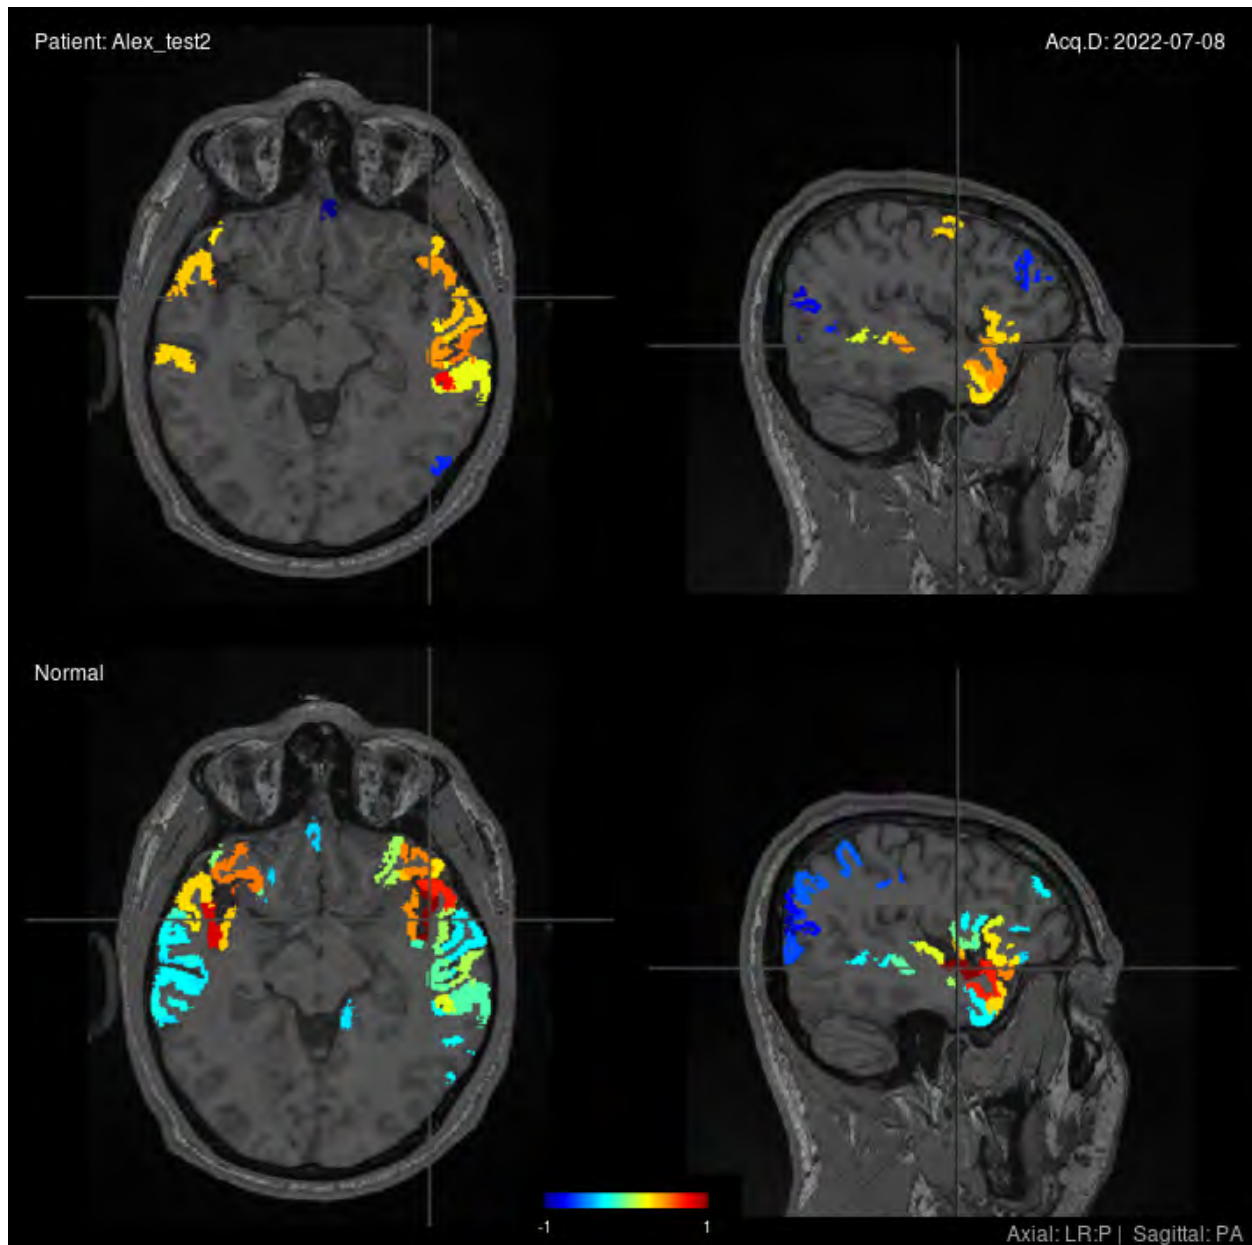 Patient: Alex_test2
Acq.D: 2022-07-08
Normal
-1
1
Axial: LR:P | Sagittal: PA